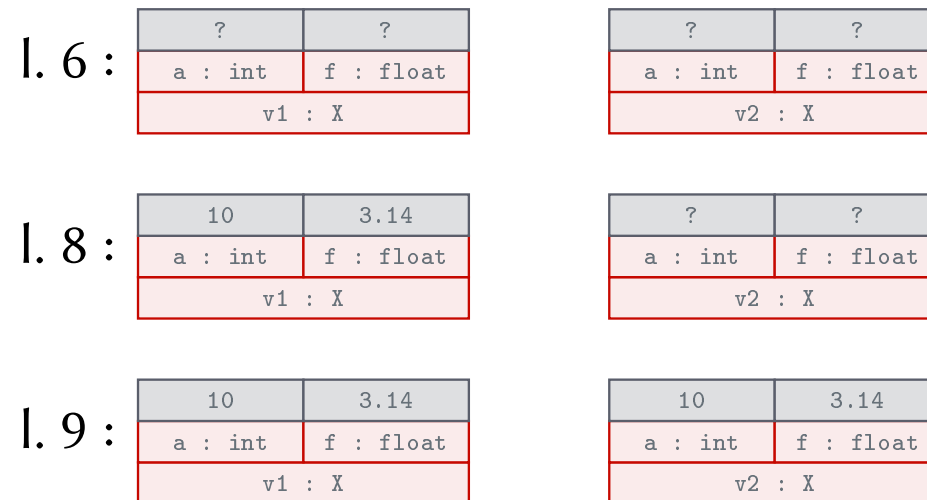 l. 6 :
? ? ? ?
a : int f : float a : int f : float
v1 : X v2 : X
l. 8 :
10 3.14 ? ?
a : int f : float a : int f : float
v1 : X v2 : X
l. 9 :
10 3.14 10 3.14
a : int f : float a : int f : float
v1 : X v2 : X